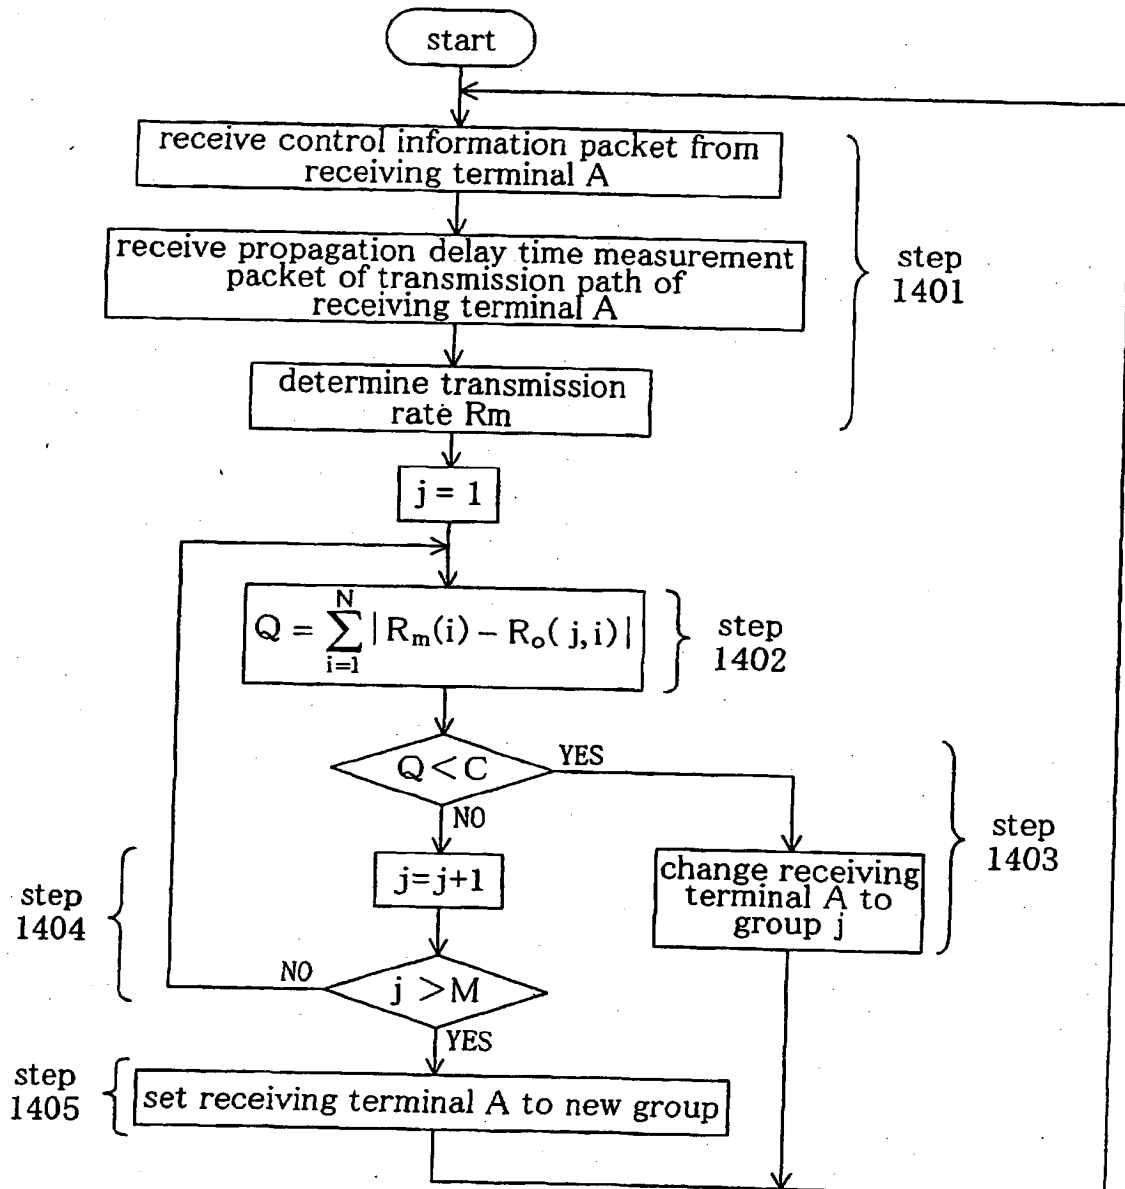 start
receive control information packet from
receiving terminal A
receive propagation delay time measurement
packet of transmission path of
receiving terminal A
step
1401
determine transmission
rate Rm
j = 1
Q = \sum_{i=1}^{N} | R_m(i) − R_o( j,i) |
step
1402
Q < C
YES
NO
step
1403
change receiving
terminal A to
group j
j=j+1
step
1404
NO
j > M
YES
step
1405
set receiving terminal A to new group